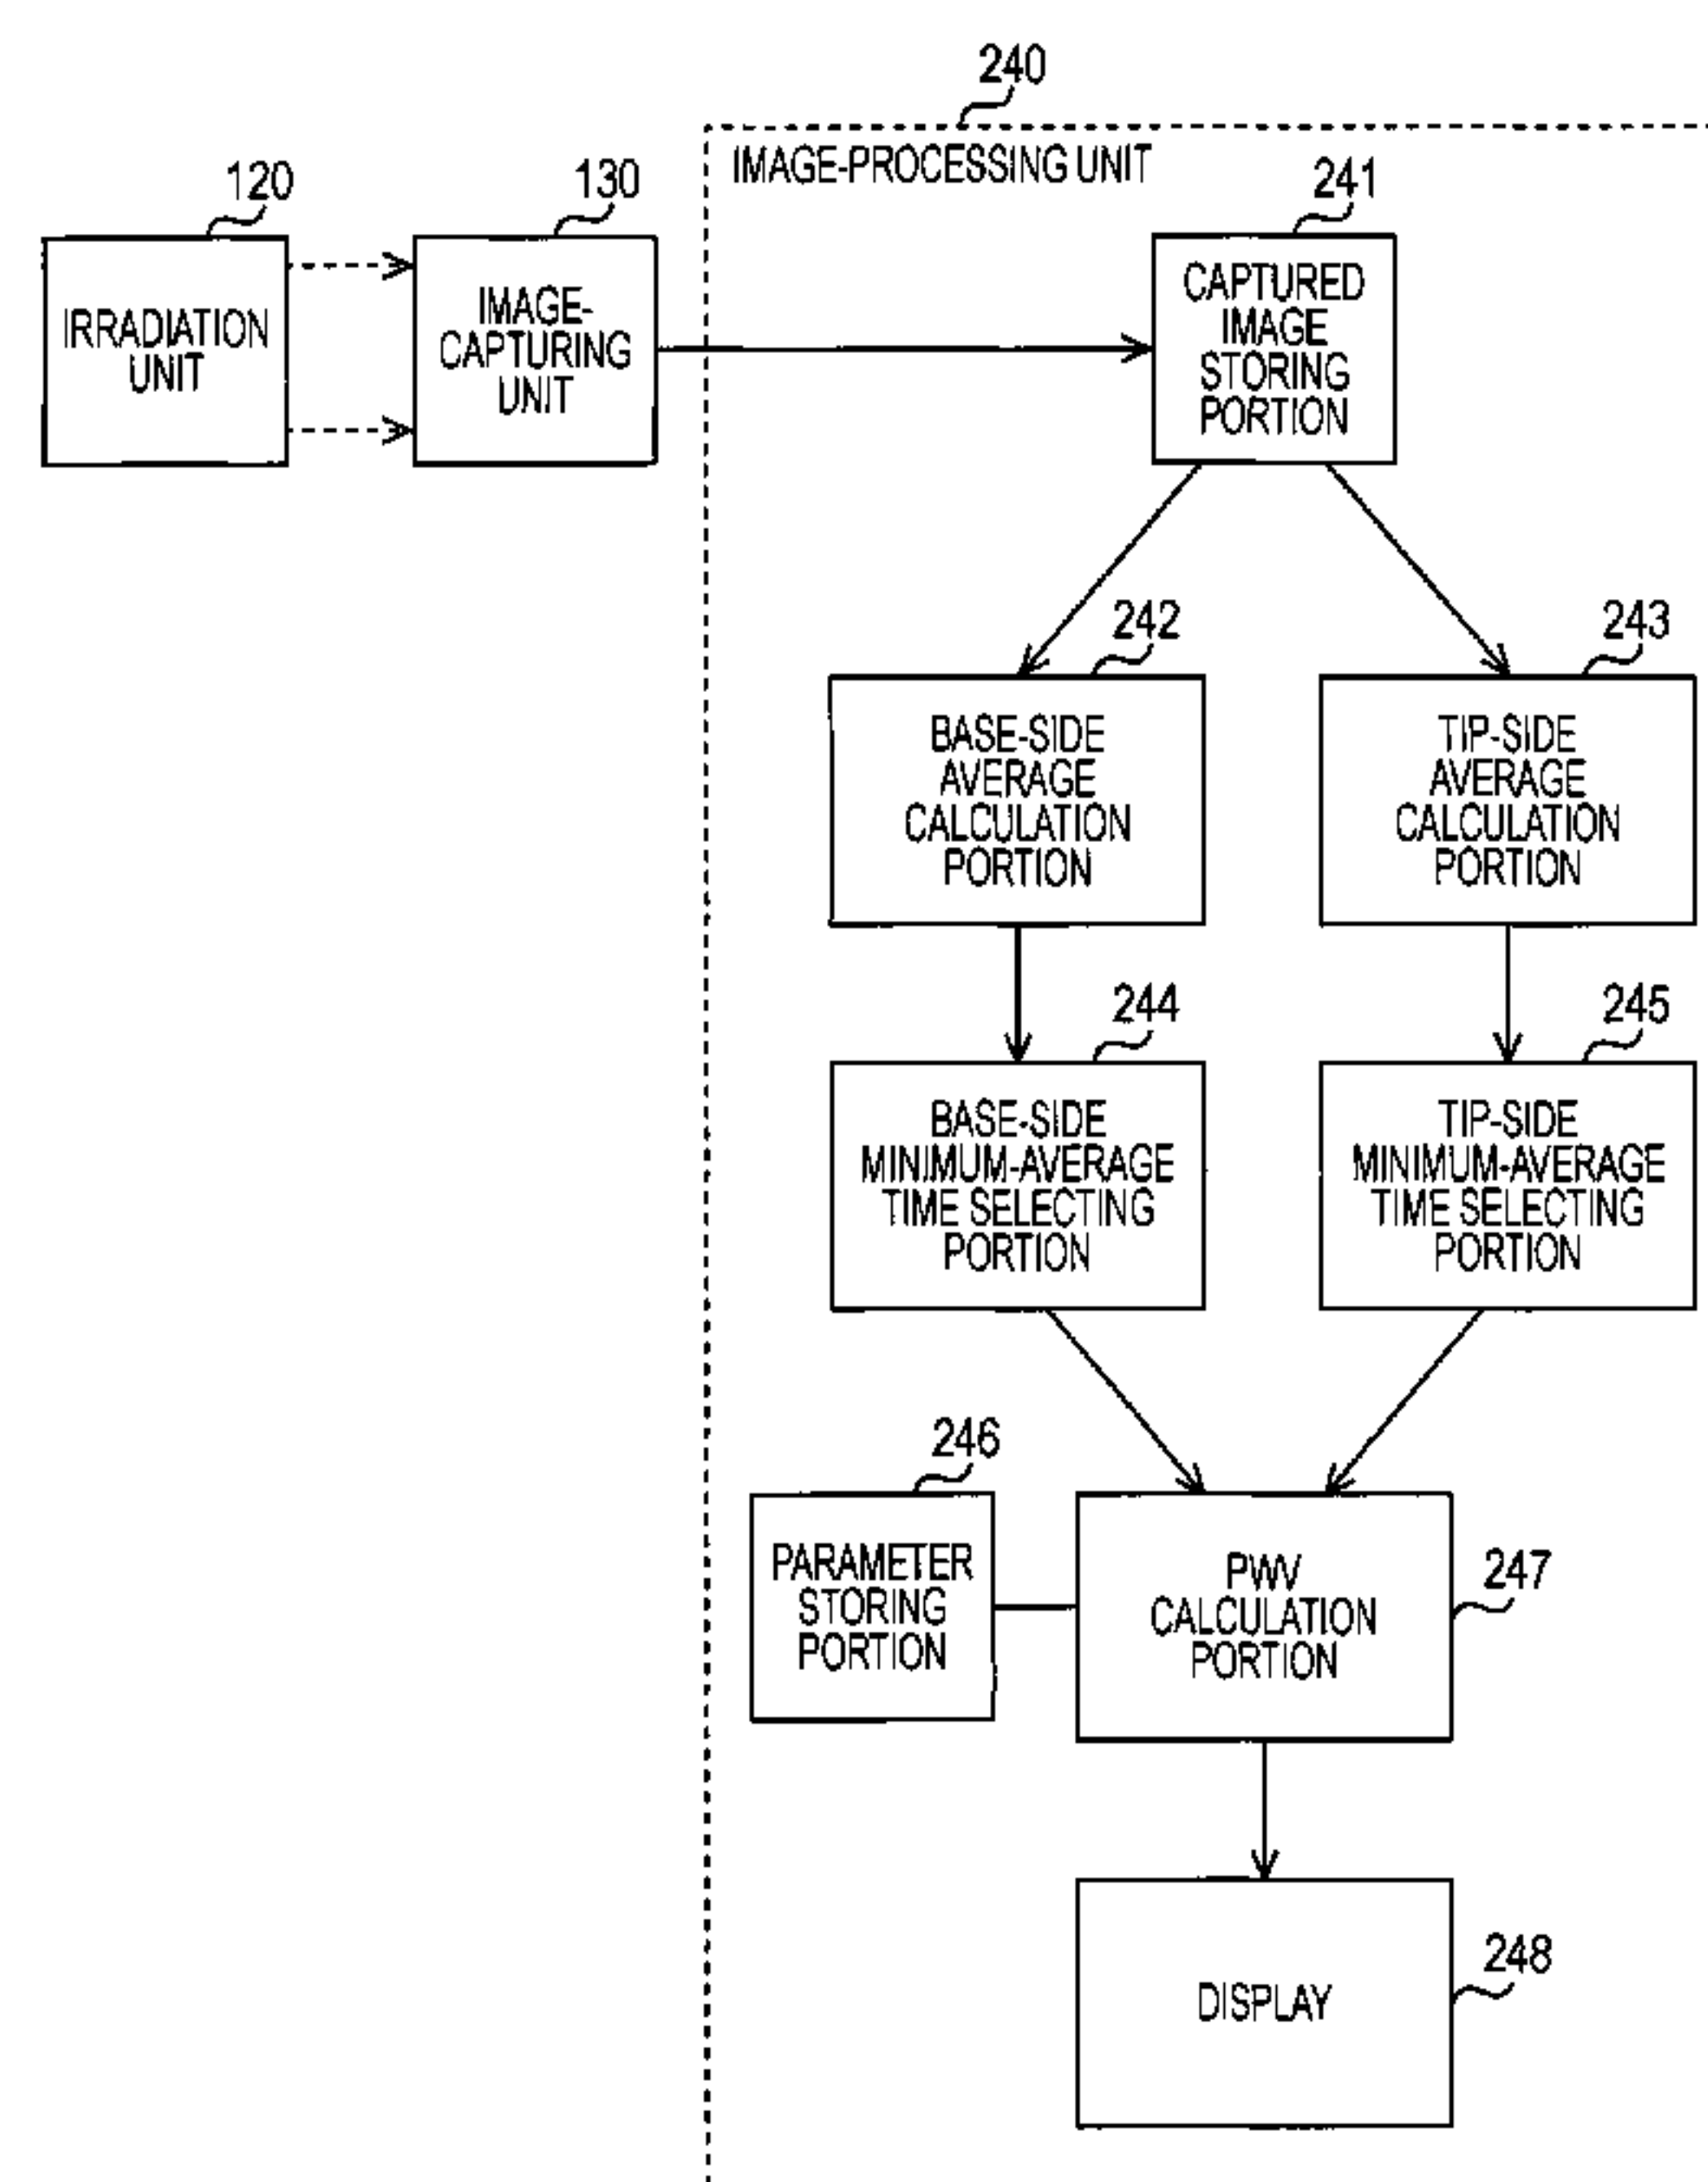 240
IMAGE-PROCESSING UNIT
120
130
241
IRRADIATION
UNIT
IMAGE-
CAPTURING
UNIT
CAPTURED
IMAGE
STORING
PORTION
242
243
BASE-SIDE
AVERAGE
CALCULATION
PORTION
TIP-SIDE
AVERAGE
CALCULATION
PORTION
244
245
BASE-SIDE
MINIMUM-AVERAGE
TIME SELECTING
PORTION
TIP-SIDE
MINIMUM-AVERAGE
TIME SELECTING
PORTION
246
PARAMETER
STORING
PORTION
PWV
CALCULATION
PORTION
247
DISPLAY
248